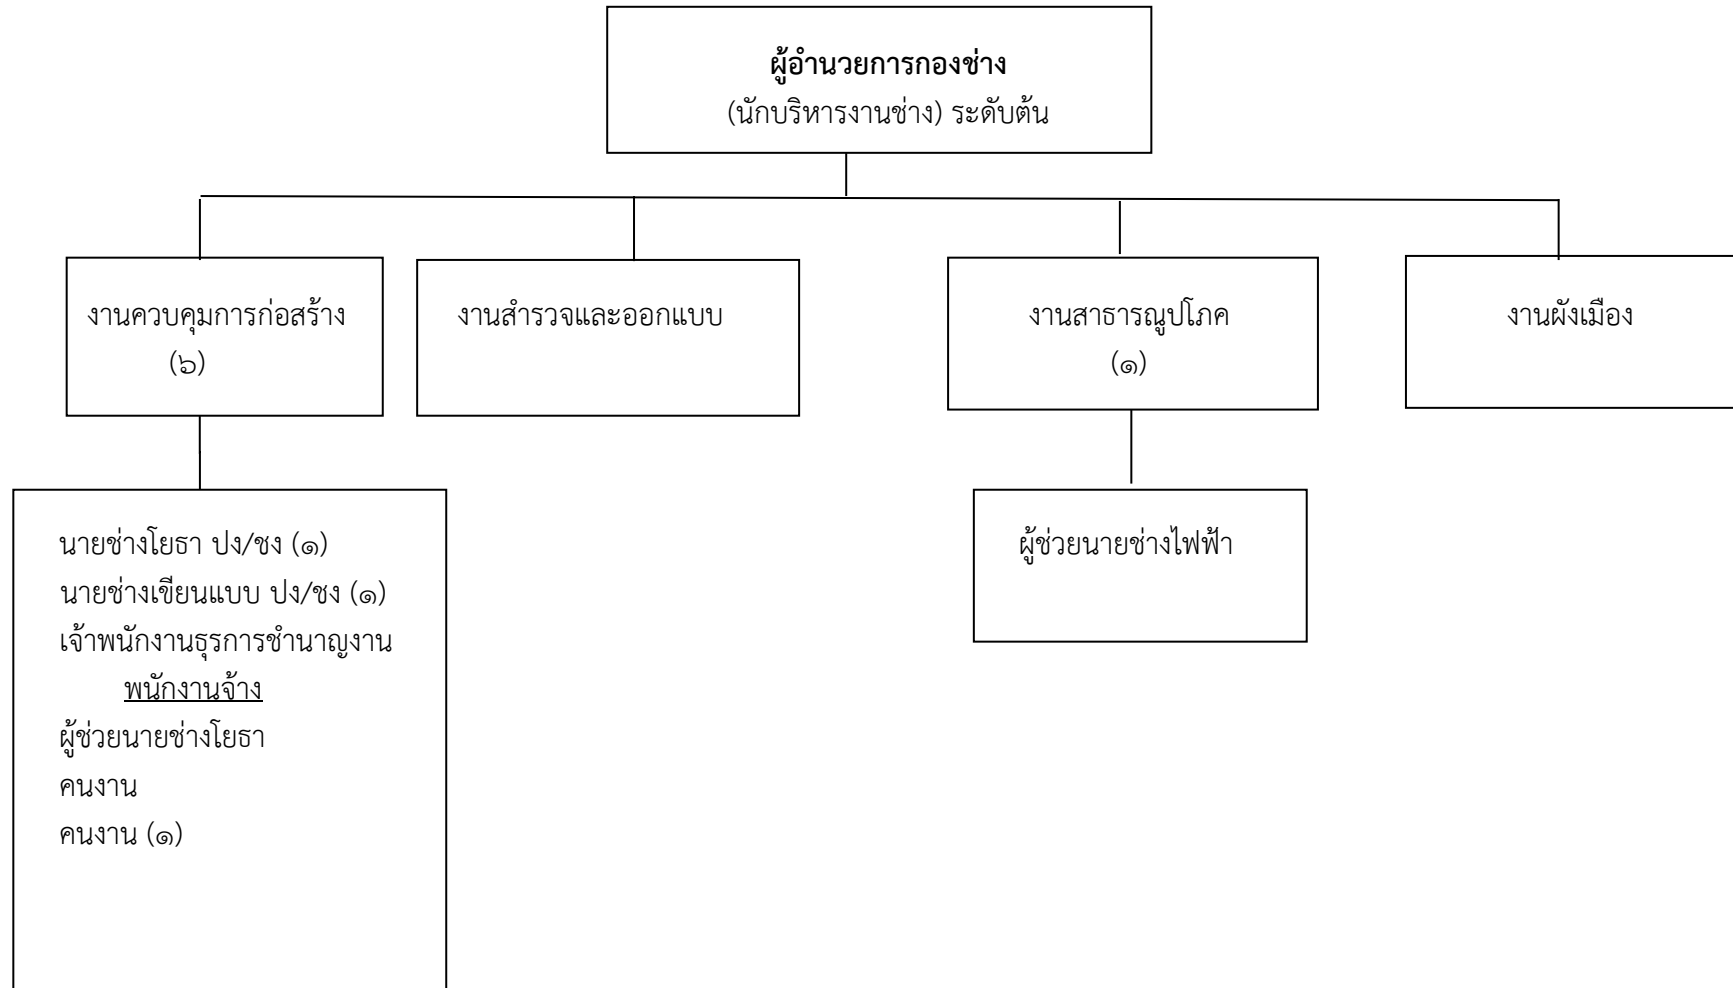 ผู้อำนวยการกองช่าง
(นักบริหารงานช่าง) ระดับต้น
งานควบคุมการก่อสร้าง
(๖)
งานสำรวจและออกแบบ
งานสาธารณูปโภค
(๑)
งานผังเมือง
นายช่างโยธา ปง/ชง (๑)
นายช่างเขียนแบบ ปง/ชง (๑)
เจ้าพนักงานธุรการชำนาญงาน
พนักงานจ้าง
ผู้ช่วยนายช่างโยธา
คนงาน
คนงาน (๑)
ผู้ช่วยนายช่างไฟฟ้า